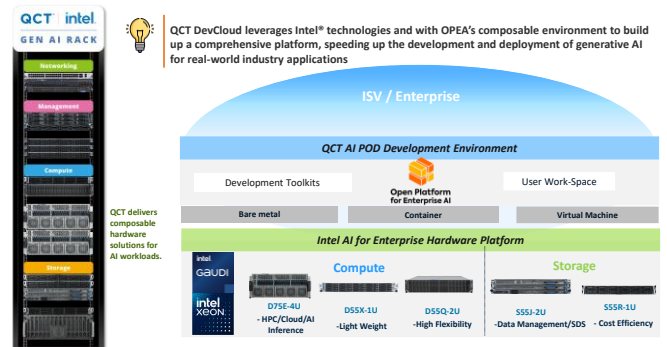 QCT intel
GEN AI RACK
Networking
Management
Compute
Storage
QCT delivers
composable
hardware
solutions for
AI workloads.
QCT DevCloud leverages Intel® technologies and with OPEA's composable environment to build
up a comprehensive platform, speeding up the development and deployment of generative AI
for real-world industry applications
ISV / Enterprise
QCT AI POD Development Environment
Development Toolkits
Open Platform
for Enterprise AI
User Work-Space
Bare metal
Container
Virtual Machine
Intel AI for Enterprise Hardware Platform
intel
GAUDI
intel
xeon
Compute
D75E-4U
- HPC/Cloud/AI
Inference
D55X-1U
-Light Weight
D55Q-2U
-High Flexibility
Storage
S55J-2U
-Data Management/SDS
S55R-1U
- Cost Efficiency